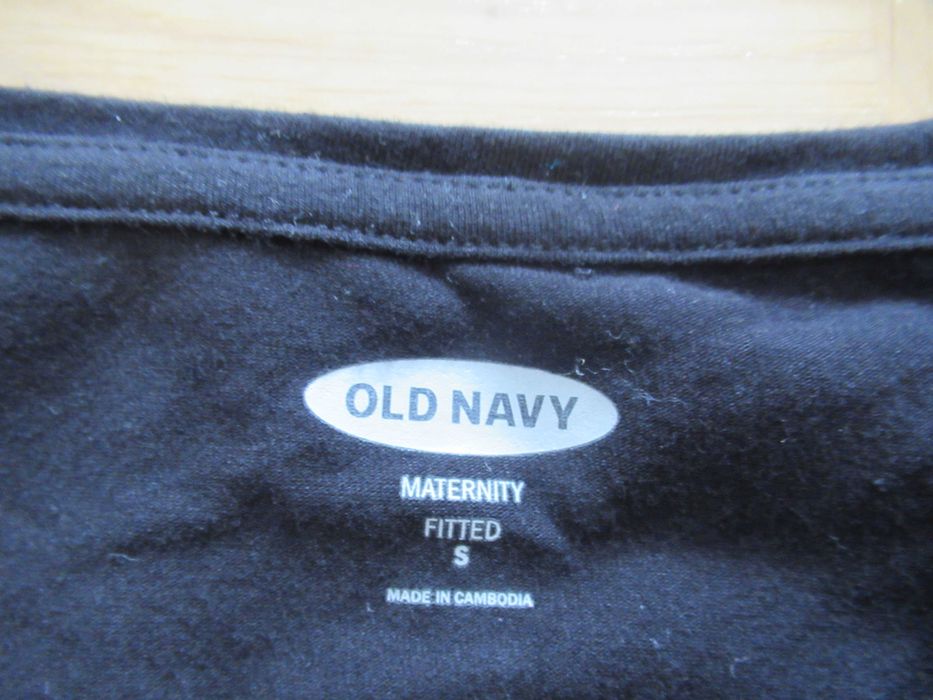 OLD NAVY
MATERNITY
FITTED
S
MADE IN CAMBODIA